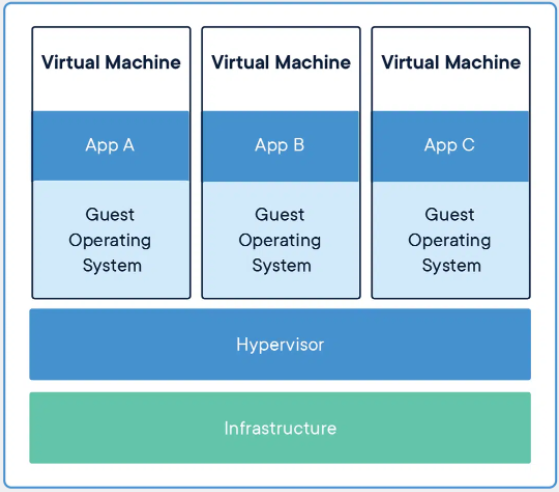 Virtual Machine
Virtual Machine
Virtual Machine
App A
App B
App C
Guest
Operating
System
Guest
Operating
System
Guest
Operating
System
Hypervisor
Infrastructure